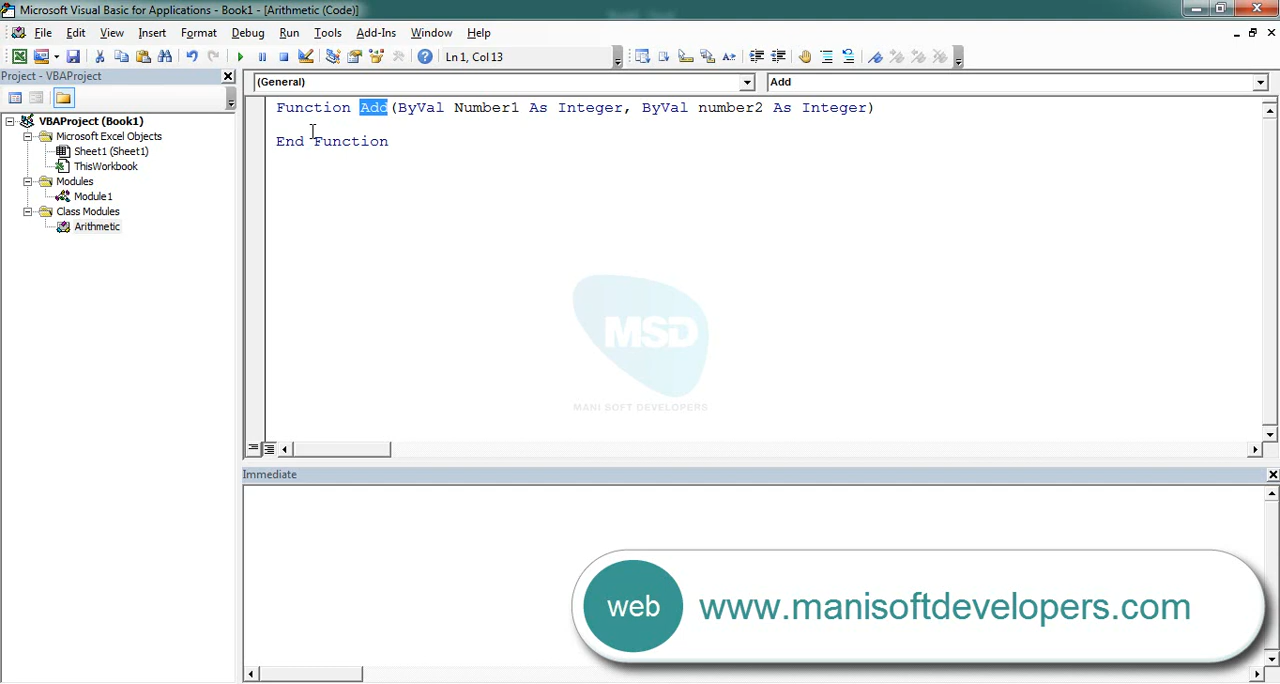 Microsoft Visual Basic for Applications - Book1 - [Arithmetic (Code)]
File Edit View Insert Format Debug Run Tools Add-Ins Window Help
Ln 1, Col 13
Project - VBAProject
(General) Add
VBAProject (Book1)
Microsoft Excel Objects
Sheet1 (Sheet1)
ThisWorkbook
Modules
Module1
Class Modules
Arithmetic
Function Add(ByVal Number1 As Integer, ByVal number2 As Integer)
End Function
MSD
MANI SOFT DEVELOPERS
Immediate
web www.manisoftdevelopers.com